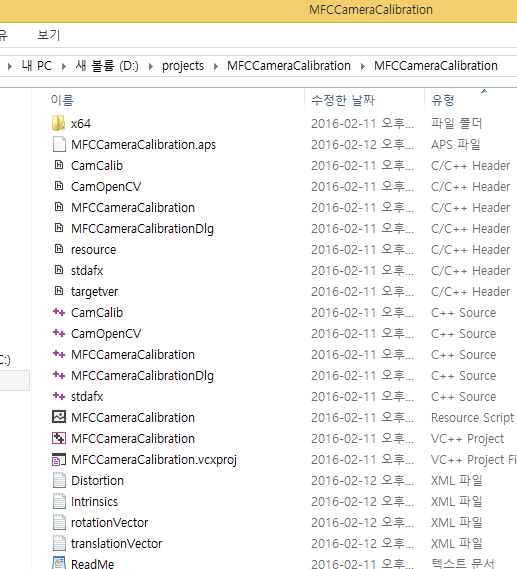 MFCCameraCalibration
유 보기
내 PC 새 볼륨 (D:) projects MFCCameraCalibration MFCCameraCalibration
이름 수정한 날짜 유형
x64 2016-02-11 오후... 파일 폴더
MFCCameraCalibration.aps 2016-02-12 오후... APS 파일
CamCalib 2016-02-11 오후... C/C++ Header
CamOpenCV 2016-02-12 오후... C/C++ Header
MFCCameraCalibration 2016-02-11 오후... C/C++ Header
MFCCameraCalibrationDlg 2016-02-11 오후... C/C++ Header
resource 2016-02-11 오후... C/C++ Header
stdafx 2016-02-11 오후... C/C++ Header
targetver 2016-02-11 오후... C/C++ Header
CamCalib 2016-02-12 오후... C++ Source
CamOpenCV 2016-02-12 오후... C++ Source
MFCCameraCalibration 2016-02-11 오후... C++ Source
C:)
MFCCameraCalibrationDlg 2016-02-12 오후... C++ Source
stdafx 2016-02-11 오후... C++ Source
MFCCameraCalibration 2016-02-11 오후... Resource Script
MFCCameraCalibration 2016-02-11 오후... VC++ Project
MFCCameraCalibration.vcxproj 2016-02-11 오후... VC++ Project Fi
Distortion 2016-02-12 오후... XML 파일
Intrinsics 2016-02-12 오후... XML 파일
rotationVector 2016-02-12 오후... XML 파일
translationVector 2016-02-12 오후... XML 파일
ReadMe 2016-02-11 오후... 텍스트 문서